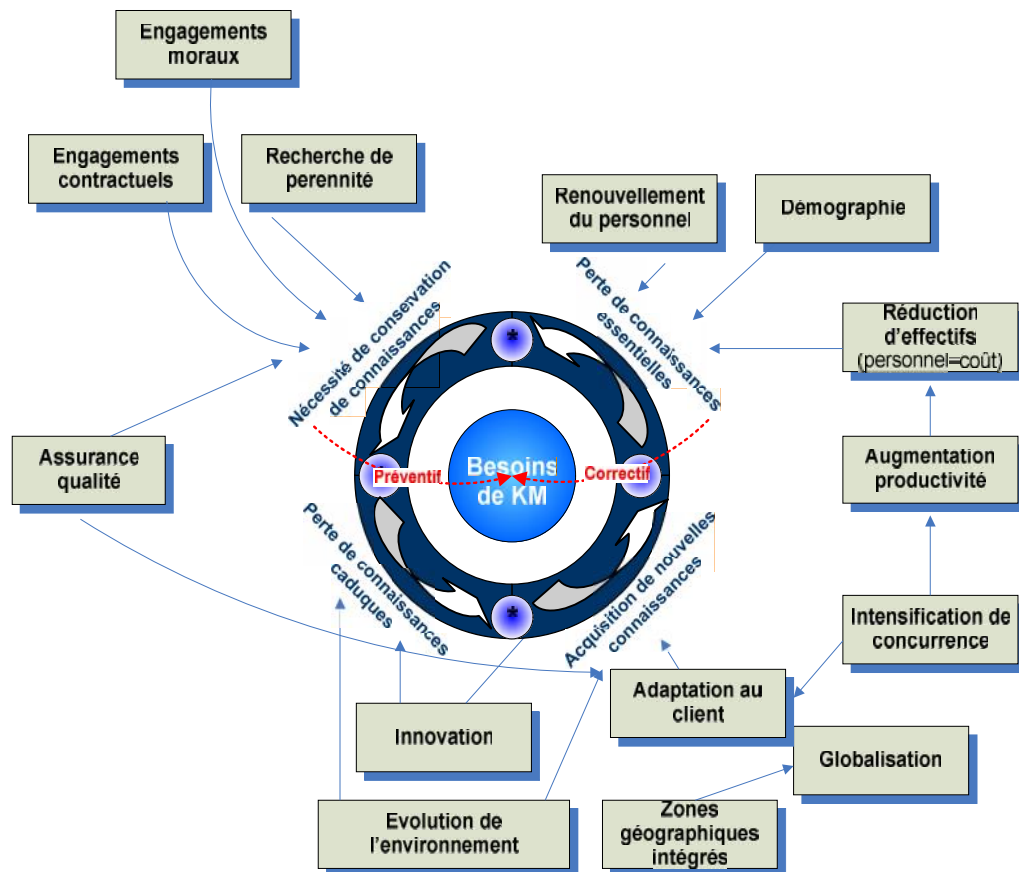 Engagements
moraux
Engagements
contractuels
Recherche de
perennité
Renouvellement
du personnel
Démographie
Nécessité de conservation
de connaissances
Perte de connaissances
essentielles
Réduction
d'effectifs
(personnel=coût)
*
Assurance
qualité
Préventif
Besoins
de KM
Correctif
Augmentation
productivité
Perte de connaissances
caduques
*
Acquisition de nouvelles
connaissances
Intensification de
concurrence
Adaptation au
client
Innovation
Globalisation
Evolution de
l'environnement
Zones
géographiques
intégrés